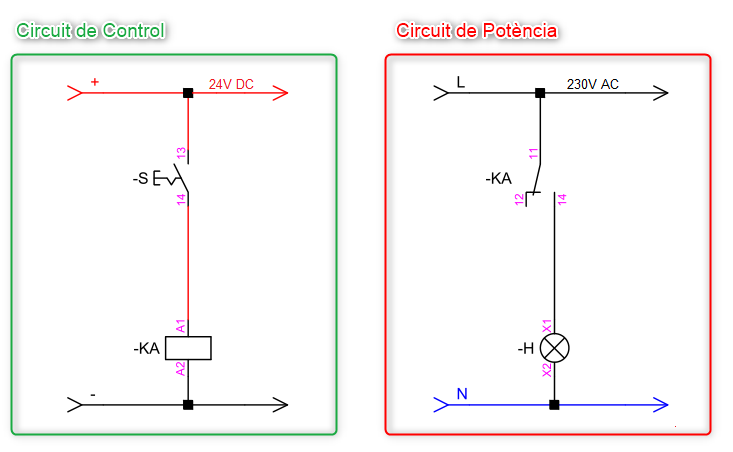 Circuit de Control
+
24V DC
13
-S
14
A1
-KA
A2
-
Circuit de Potència
L
230V AC
11
-KA
12
14
X1
-H
X2
N